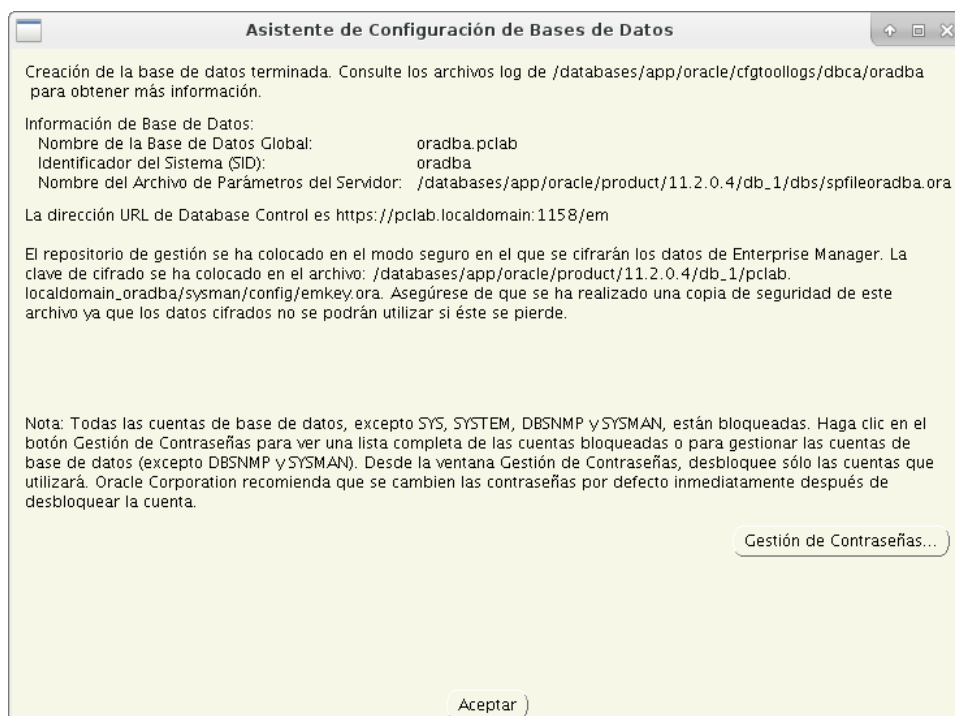 Asistente de Configuración de Bases de Datos
Creación de la base de datos terminada. Consulte los archivos log de /databases/app/oracle/cfgtoollogs/dbca/oradba
para obtener más información.
Información de Base de Datos:
Nombre de la Base de Datos Global: oradba.pclab
Identificador del Sistema (SID): oradba
Nombre del Archivo de Parámetros del Servidor: /databases/app/oracle/product/11.2.0.4/db_1/dbs/spfileoradba.ora
La dirección URL de Database Control es https://pclab.localdomain:1158/em
El repositorio de gestión se ha colocado en el modo seguro en el que se cifrarán los datos de Enterprise Manager. La
clave de cifrado se ha colocado en el archivo: /databases/app/oracle/product/11.2.0.4/db_1/pclab.
localdomain_oradba/sysman/config/emkey.ora. Asegúrese de que se ha realizado una copia de seguridad de este
archivo ya que los datos cifrados no se podrán utilizar si éste se pierde.
Nota: Todas las cuentas de base de datos, excepto SYS, SYSTEM, DBSNMP y SYSMAN, están bloqueadas. Haga clic en el
botón Gestión de Contraseñas para ver una lista completa de las cuentas bloqueadas o para gestionar las cuentas de
base de datos (excepto DBSNMP y SYSMAN). Desde la ventana Gestión de Contraseñas, desbloquee sólo las cuentas que
utilizará. Oracle Corporation recomienda que se cambien las contraseñas por defecto inmediatamente después de
desbloquear la cuenta.
Gestión de Contraseñas...
Aceptar